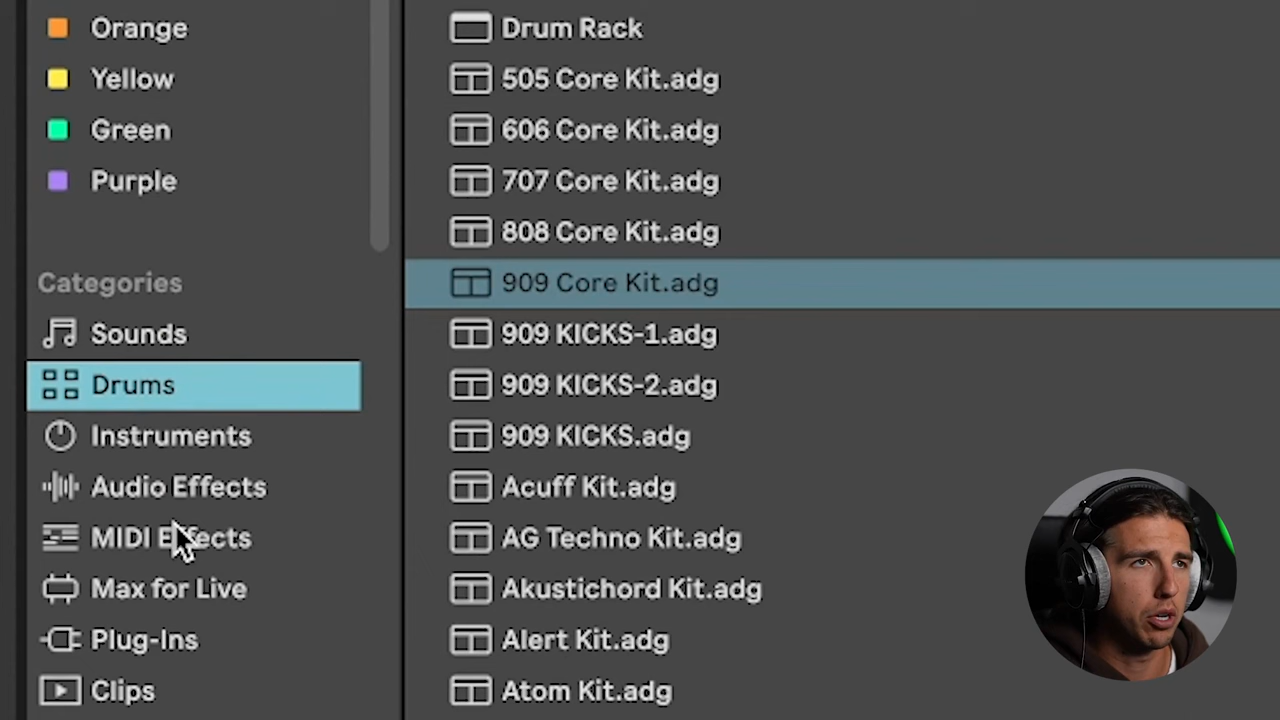 Orange
Yellow
Green
Purple
Categories
Sounds
Drums
Instruments
Audio Effects
MIDI Effects
Max for Live
Plug-Ins
Clips
Drum Rack
505 Core Kit.adg
606 Core Kit.adg
707 Core Kit.adg
808 Core Kit.adg
909 Core Kit.adg
909 KICKS-1.adg
909 KICKS-2.adg
909 KICKS.adg
Acuff Kit.adg
AG Techno Kit.adg
Akustichord Kit.adg
Alert Kit.adg
Atom Kit.adg